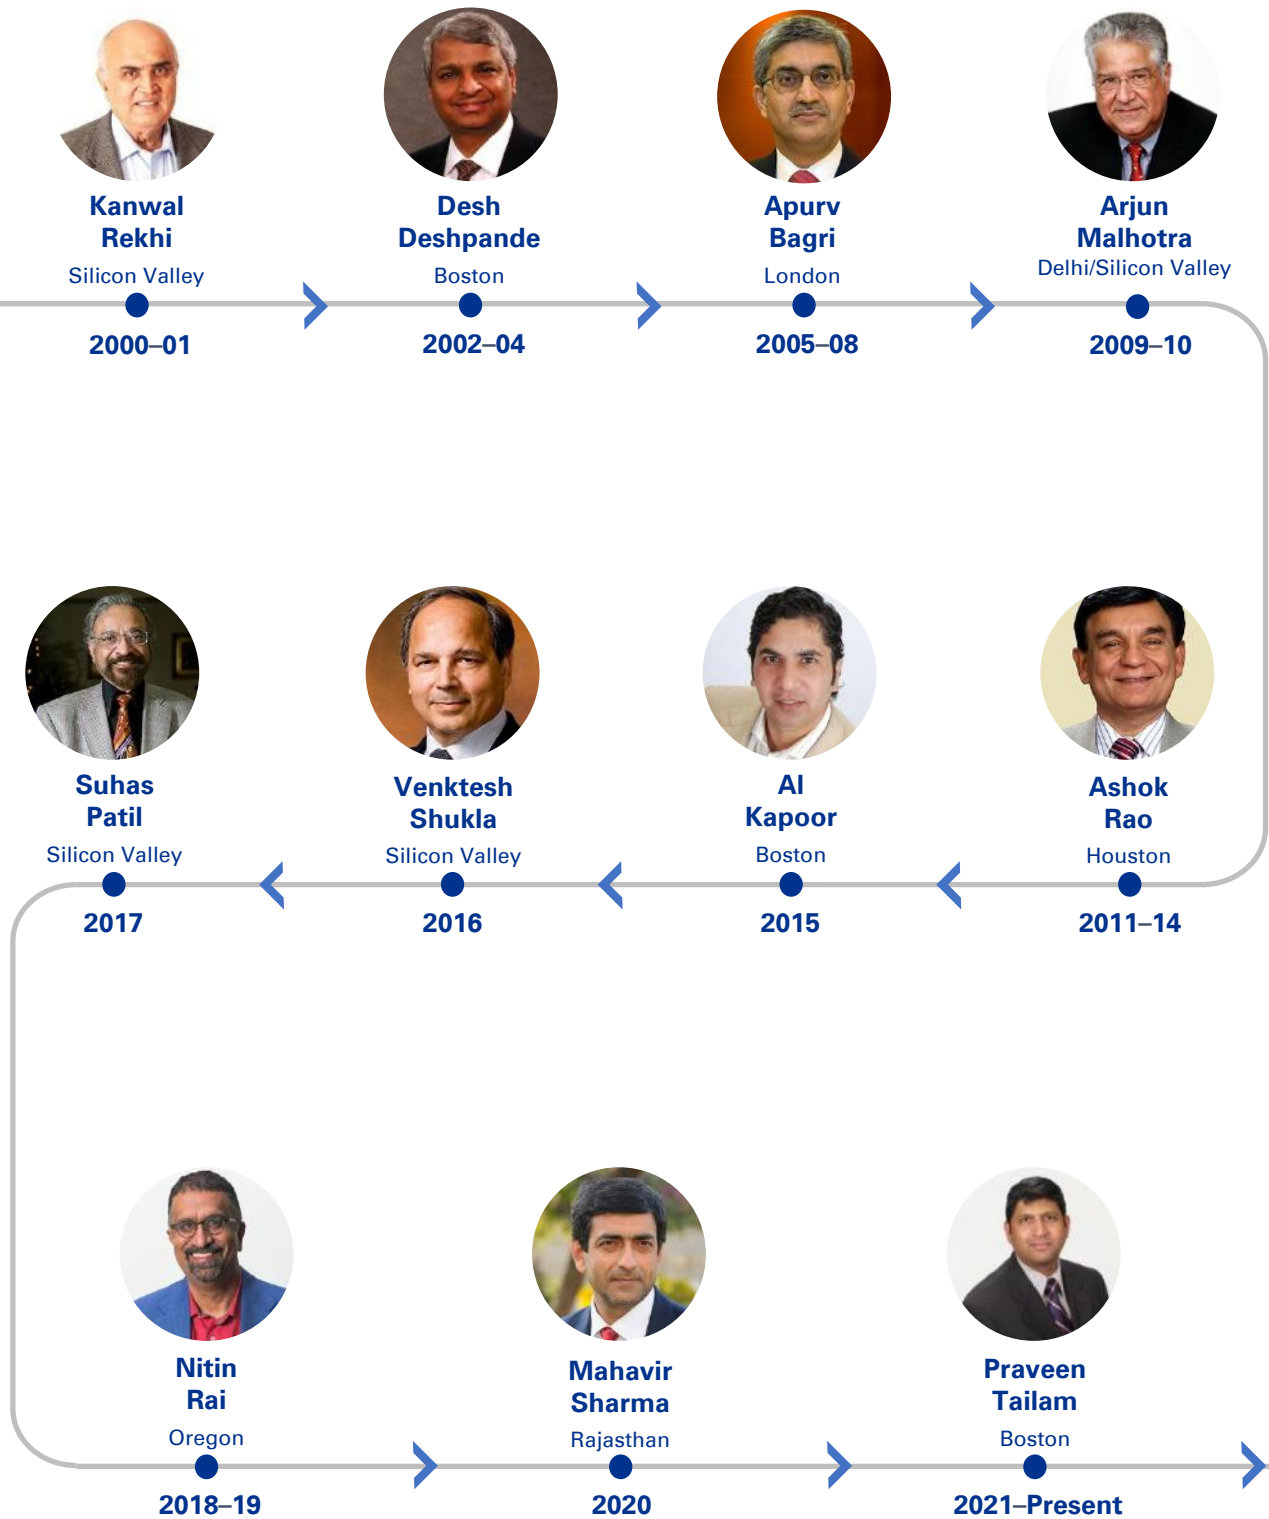 Kanwal
Rekhi
Silicon Valley
2000–01
Desh
Deshpande
Boston
2002–04
Apurv
Bagri
London
2005–08
Arjun
Malhotra
Delhi/Silicon Valley
2009–10
Ashok
Rao
Houston
2011–14
Al
Kapoor
Boston
2015
Venktesh
Shukla
Silicon Valley
2016
Suhas
Patil
Silicon Valley
2017
Nitin
Rai
Oregon
2018–19
Mahavir
Sharma
Rajasthan
2020
Praveen
Tailam
Boston
2021–Present